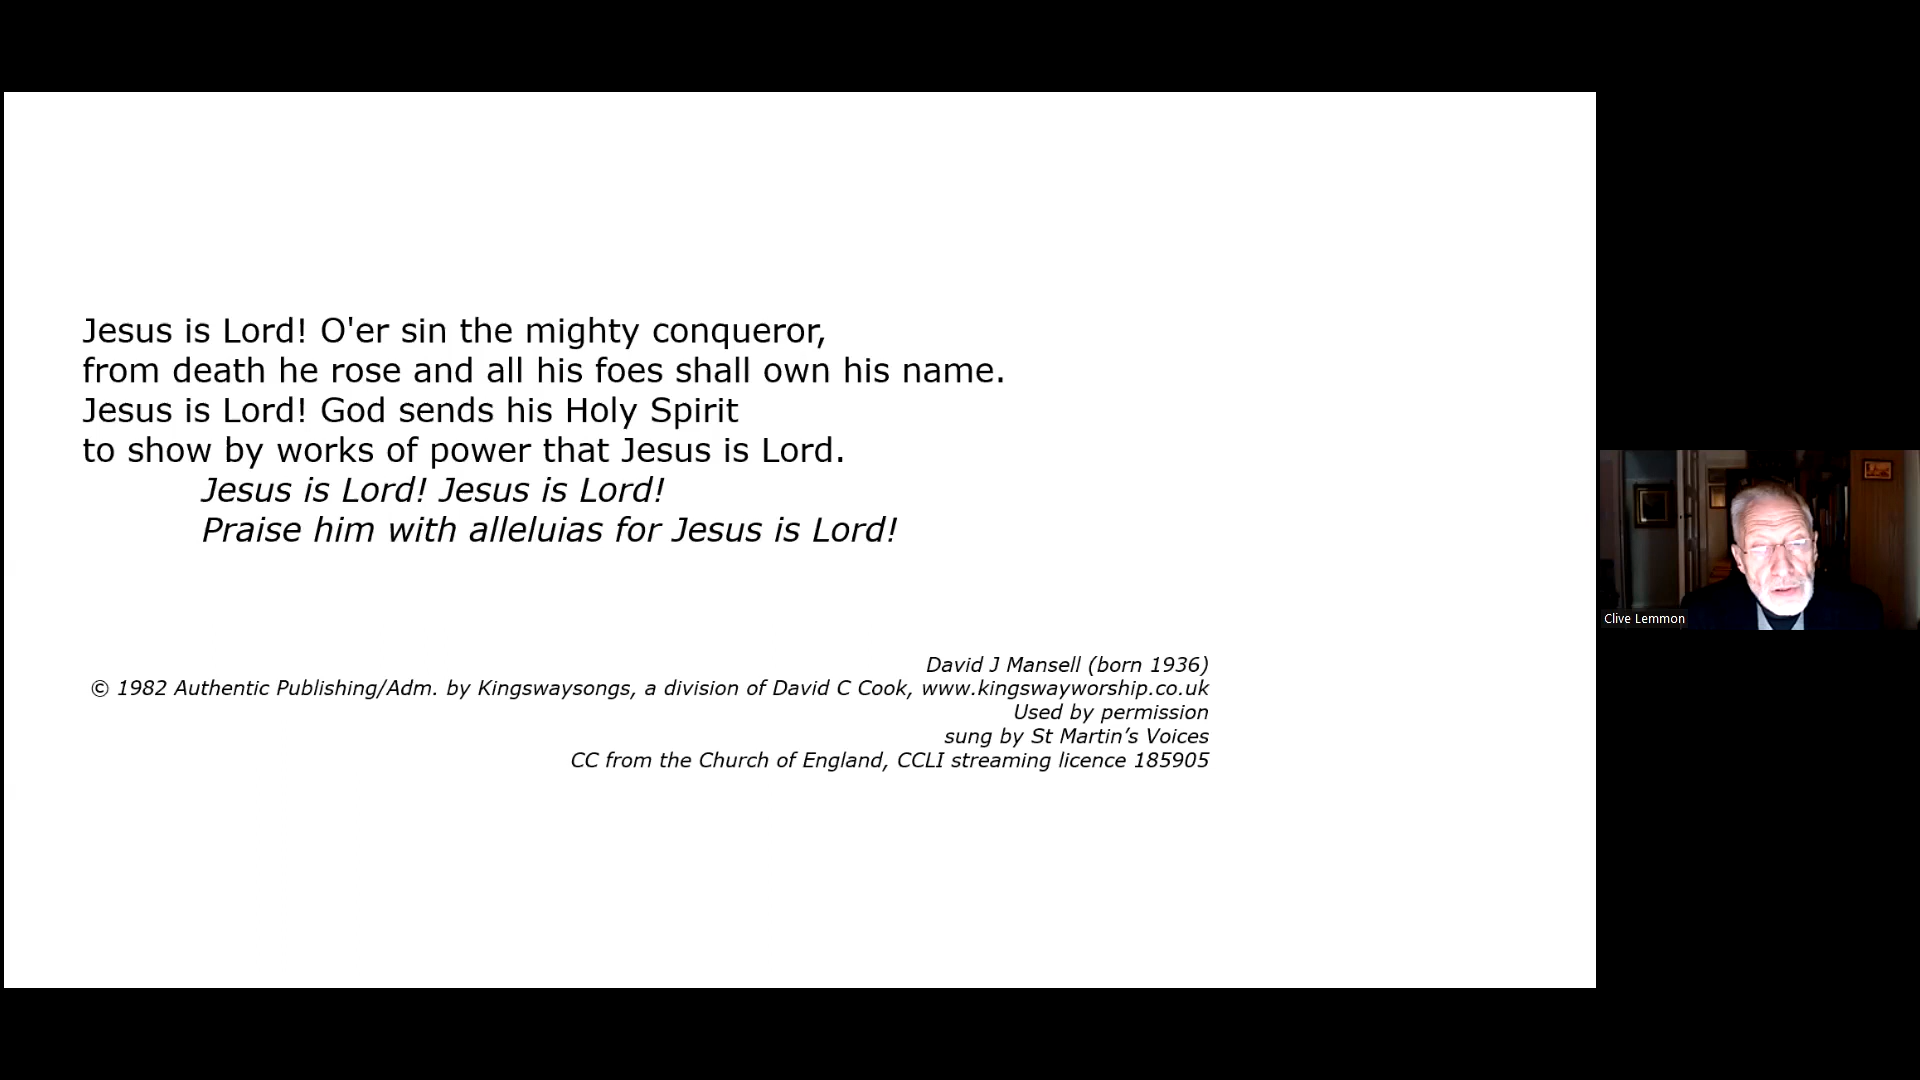 Jesus is Lord! O'er sin the mighty conqueror,
from death he rose and all his foes shall own his name.
Jesus is Lord! God sends his Holy Spirit
to show by works of power that Jesus is Lord.
Jesus is Lord! Jesus is Lord!
Praise him with alleluias for Jesus is Lord!
David J Mansell (born 1936)
© 1982 Authentic Publishing/Adm. by Kingswaysongs, a division of David C Cook, www.kingswayworship.co.uk
Used by permission
sung by St Martin’s Voices
CC from the Church of England, CCLI streaming licence 185905
Clive Lemmon